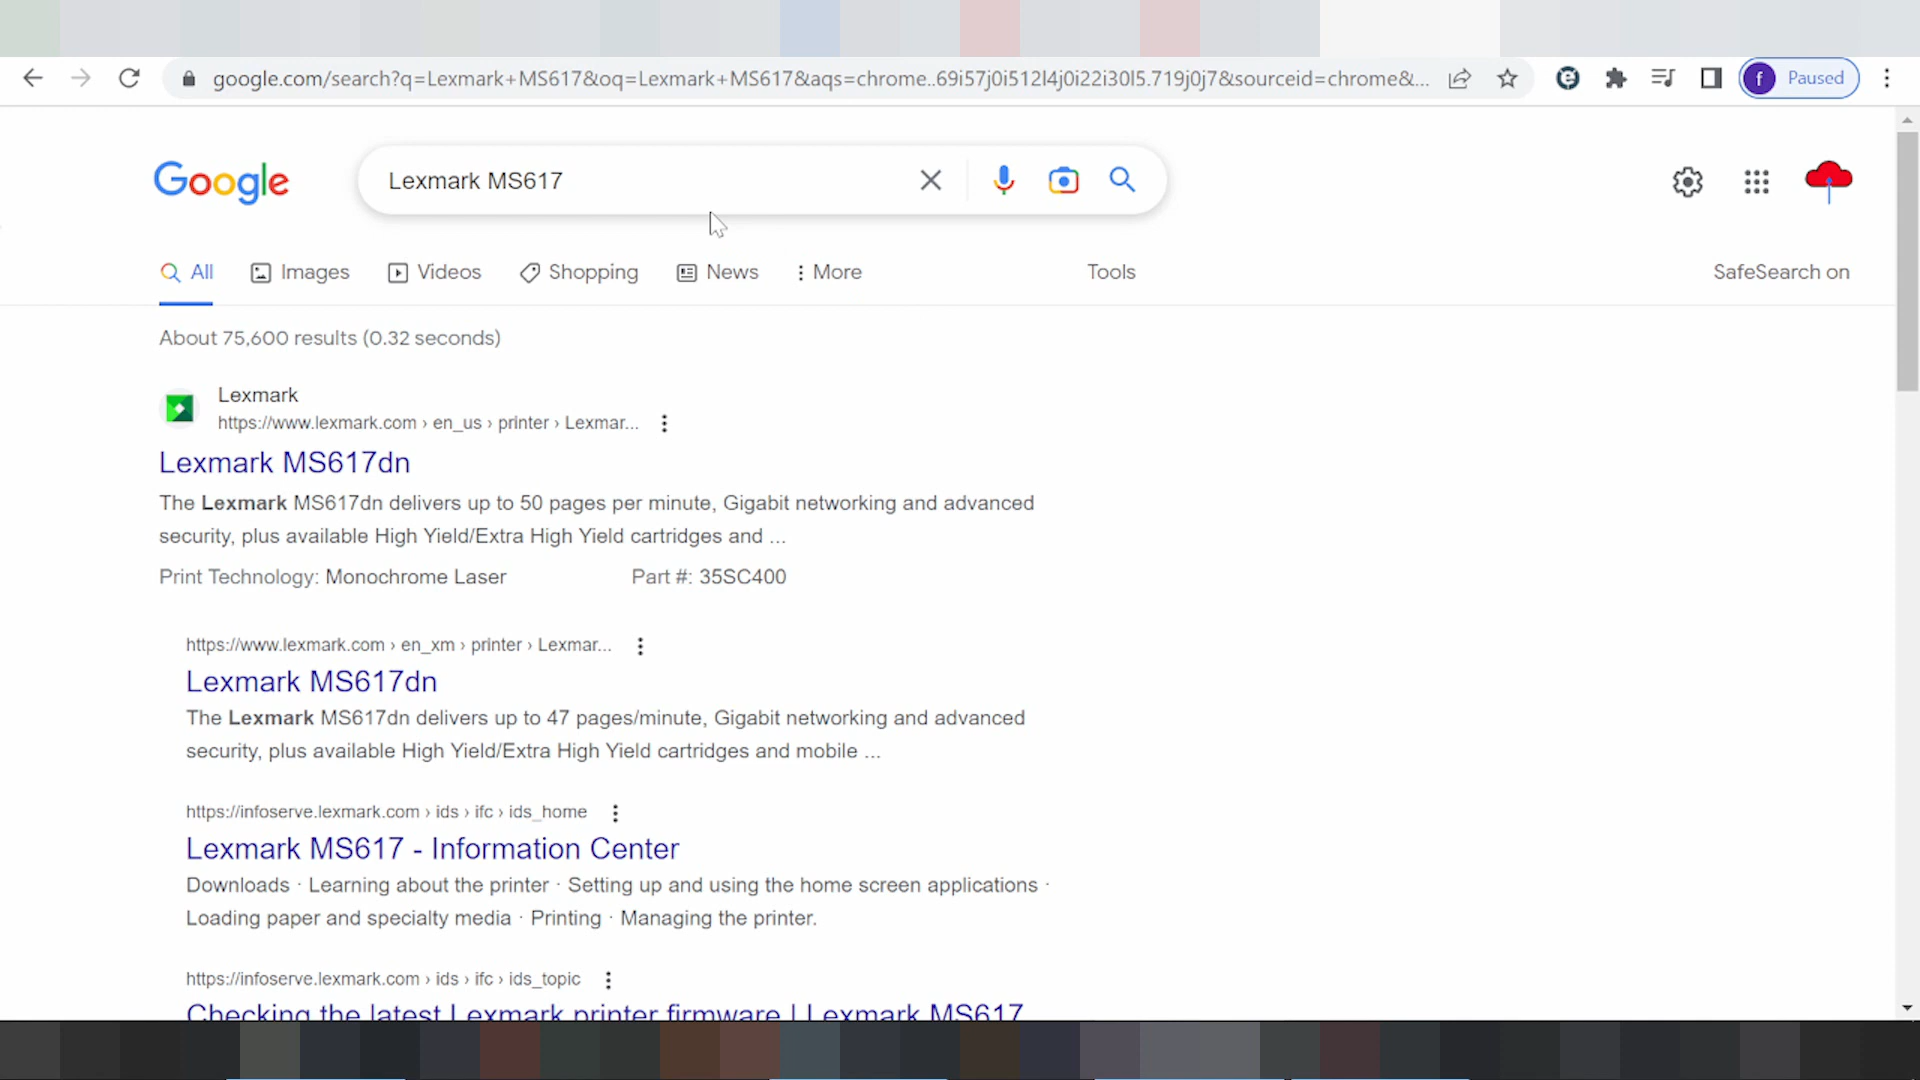 google.com/search?q=Lexmark+MS617&oq=Lexmark+MS617&aqs=chrome..69i57j0i512l4j0i22i30l5.719j0j7&sourceid=chrome&...
f Paused
Google
Lexmark MS617
All Images Videos Shopping News More Tools SafeSearch on
About 75,600 results (0.32 seconds)
Lexmark
https://www.lexmark.com › en_us › printer › Lexmar...
Lexmark MS617dn
The Lexmark MS617dn delivers up to 50 pages per minute, Gigabit networking and advanced
security, plus available High Yield/Extra High Yield cartridges and ...
Print Technology: Monochrome Laser Part #: 35SC400
https://www.lexmark.com › en_xm › printer › Lexmar...
Lexmark MS617dn
The Lexmark MS617dn delivers up to 47 pages/minute, Gigabit networking and advanced
security, plus available High Yield/Extra High Yield cartridges and mobile ...
https://infoserve.lexmark.com › ids › ifc › ids_home
Lexmark MS617 - Information Center
Downloads · Learning about the printer · Setting up and using the home screen applications ·
Loading paper and specialty media · Printing · Managing the printer.
https://infoserve.lexmark.com › ids › ifc › ids_topic
Checking the latest Lexmark printer firmware | Lexmark MS617